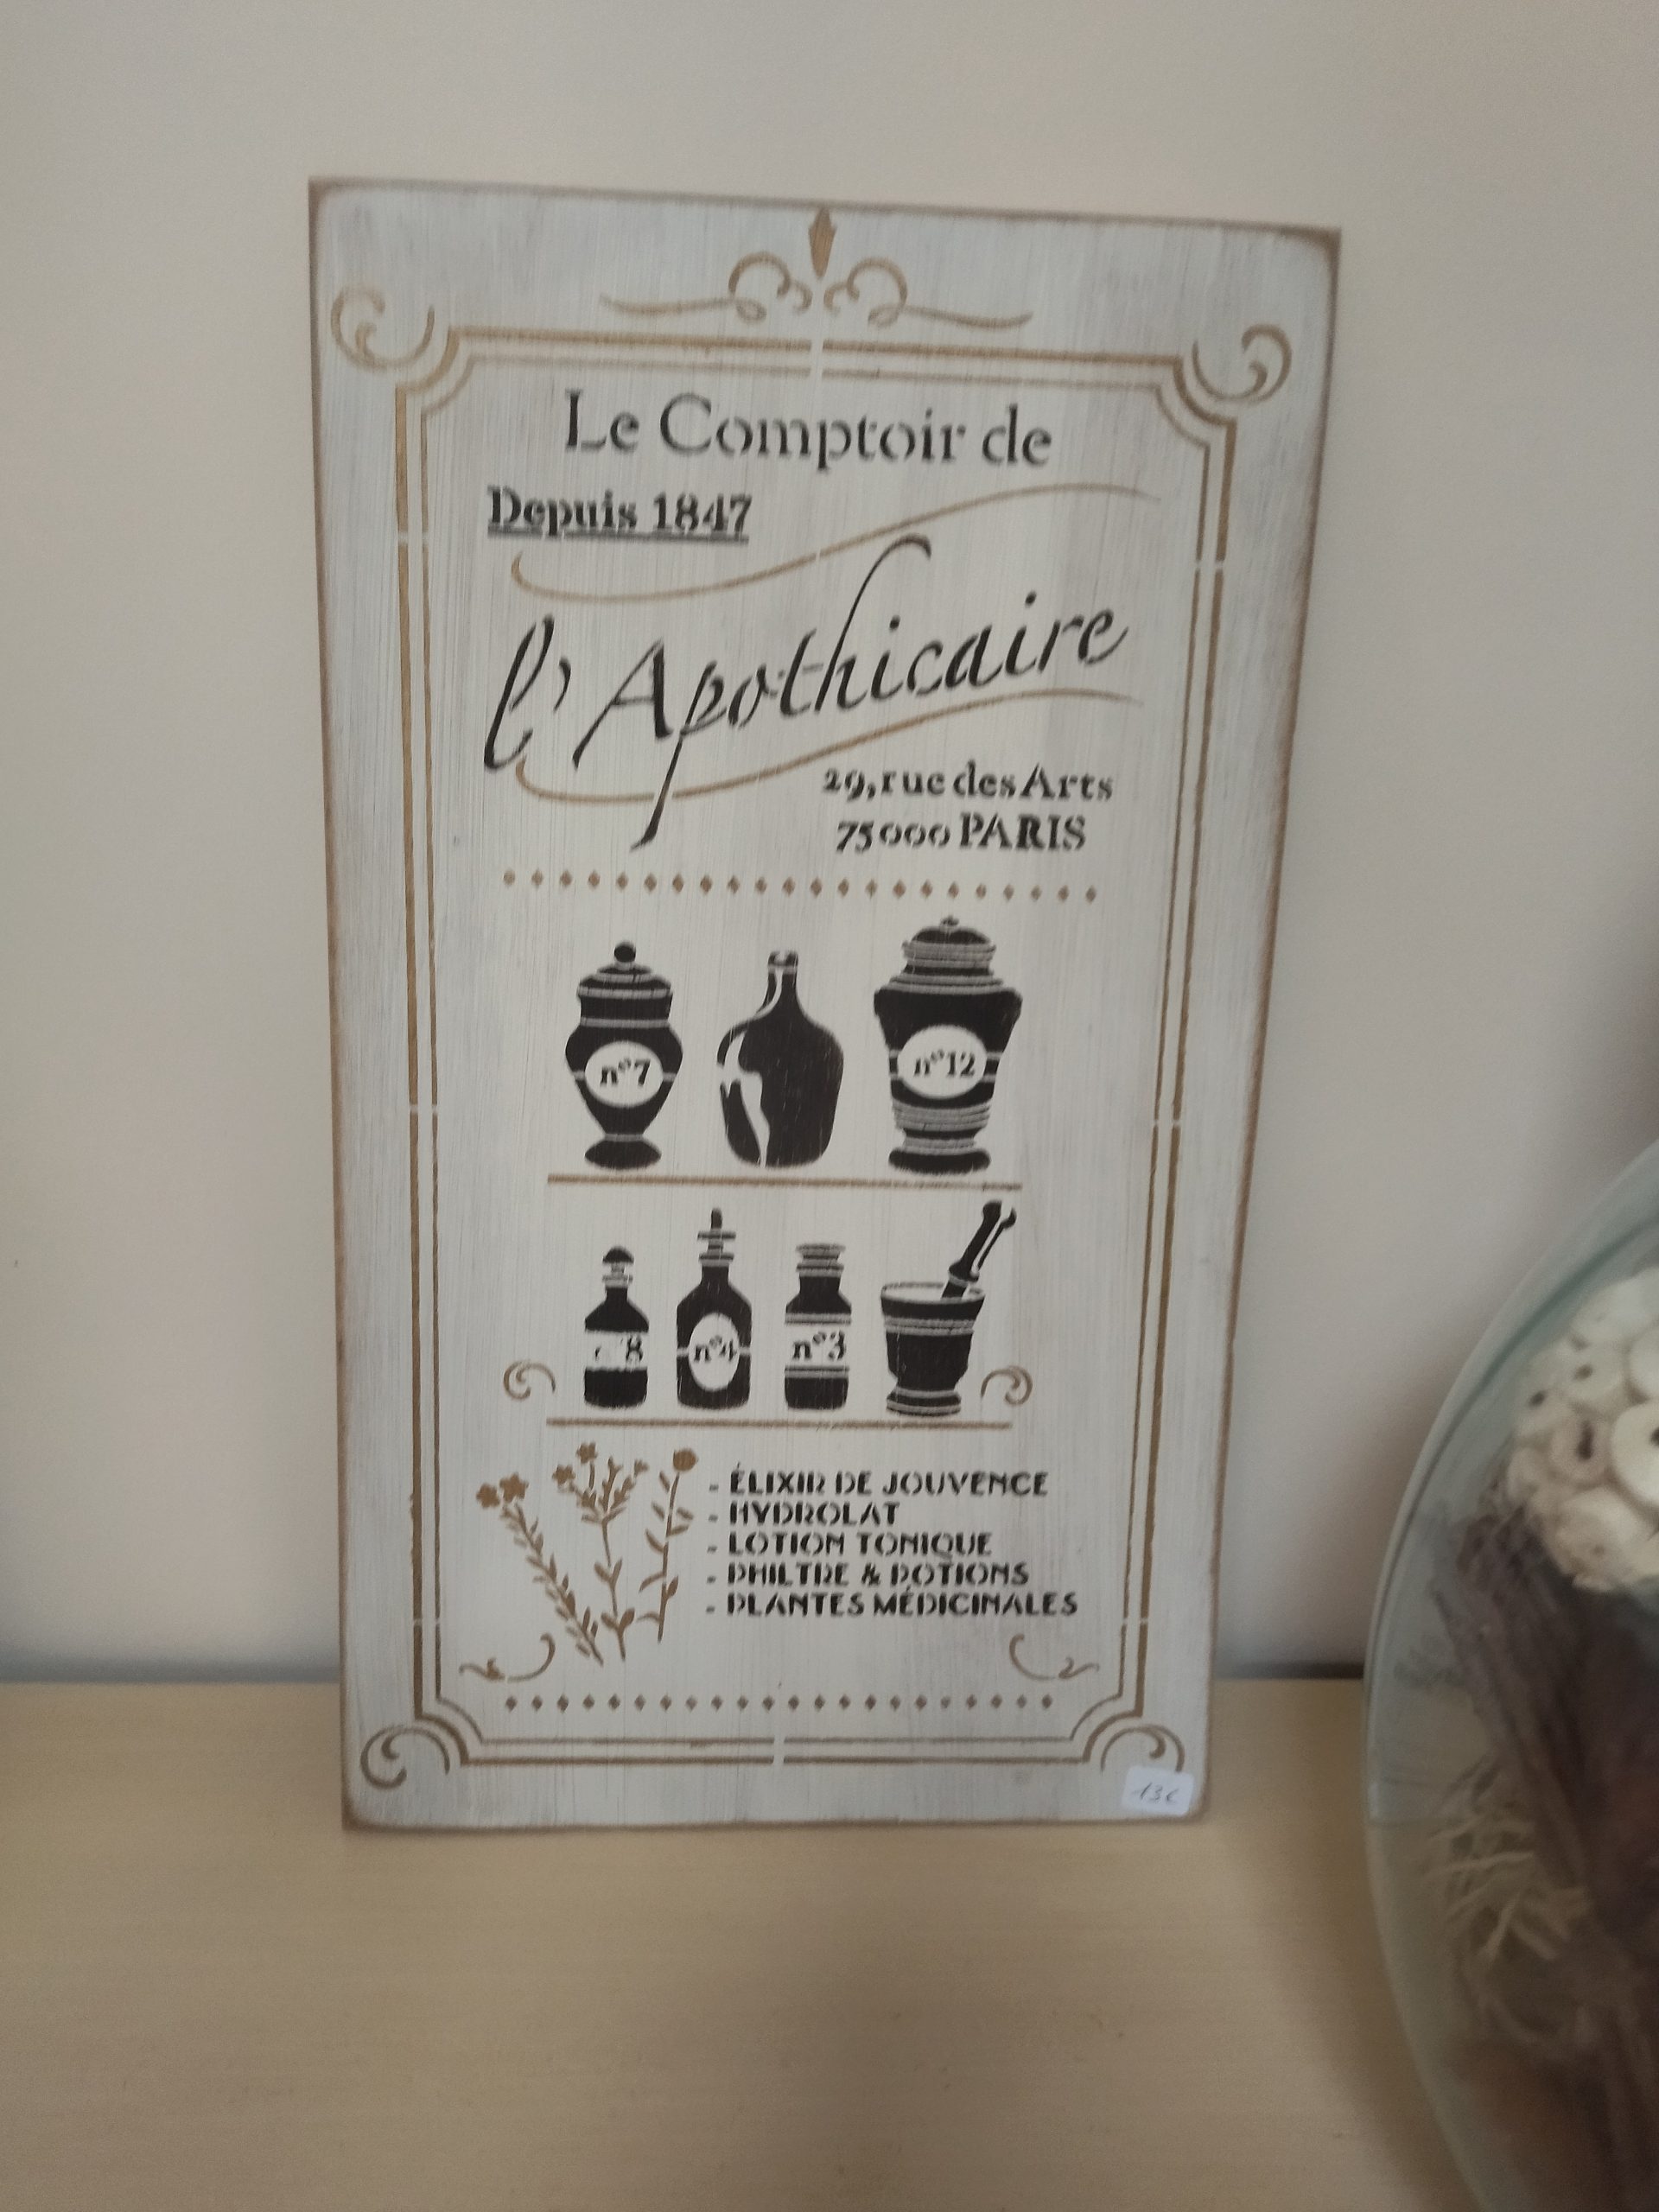 Le Comptoir de
Depuis 1847
l'Apothicaire
29, rue des Arts
75000 PARIS
n°7
n°12
8
n°4
n°3
- ÉLIXIR DE JOUVENCE
- HYDROLAT
- LOTION TONIQUE
- PHILTRE & POTIONS
- PLANTES MÉDICINALES
13€